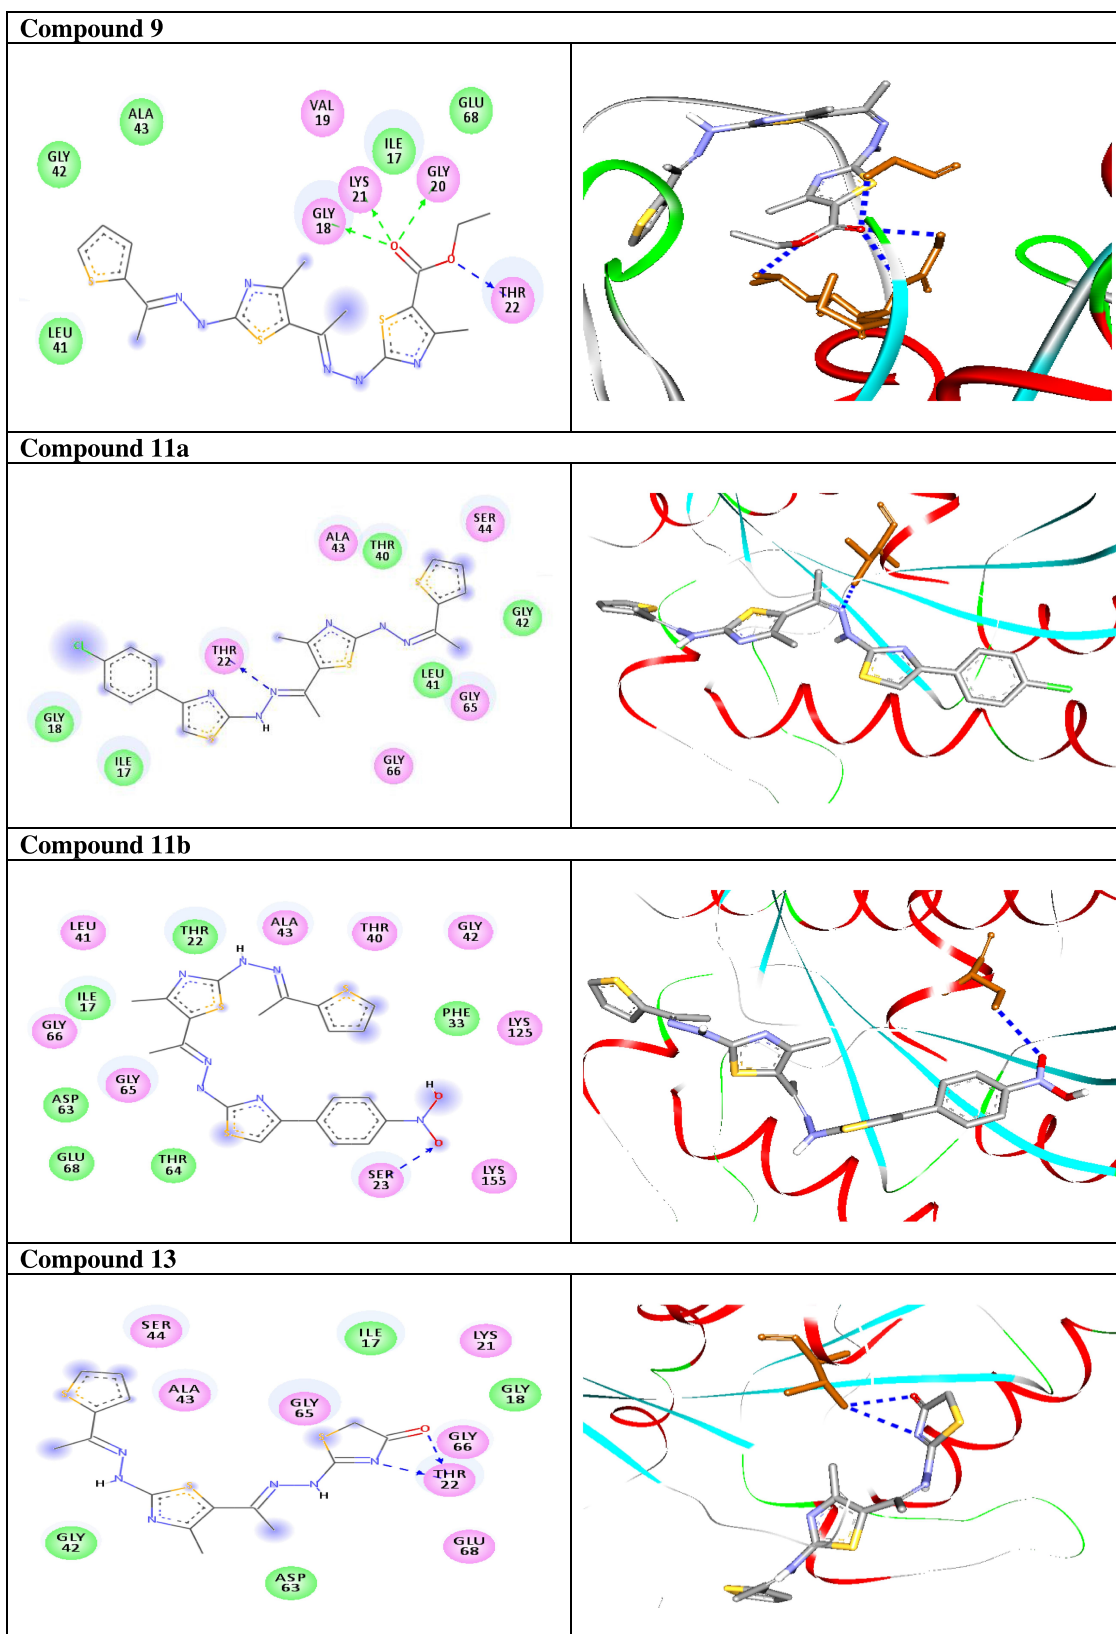 Compound 9
ALA
43
VAL
19
GLU
68
GLY
42
ILE
17
LYS
21
GLY
20
GLY
18
O
O
THR
22
S
N
N
N
S
S
N
N
N
LEU
41
Compound 11a
SER
44
ALA
43
THR
40
S
GLY
42
Cl
THR
22
N
N
N
S
LEU
41
GLY
65
N
N
N
H
S
GLY
18
ILE
17
GLY
66
Compound 11b
LEU
41
THR
22
ALA
43
THR
40
GLY
42
H
N
N
N
S
S
ILE
17
GLY
66
PHE
33
LYS
125
N
N
GLY
65
ASP
63
N
S
H
O
N
O
GLU
68
THR
64
SER
23
LYS
155
Compound 13
SER
44
ILE
17
LYS
21
S
ALA
43
GLY
65
GLY
18
S
O
GLY
66
N
THR
22
N
N
H
S
N
N
N
H
GLY
42
GLU
68
ASP
63